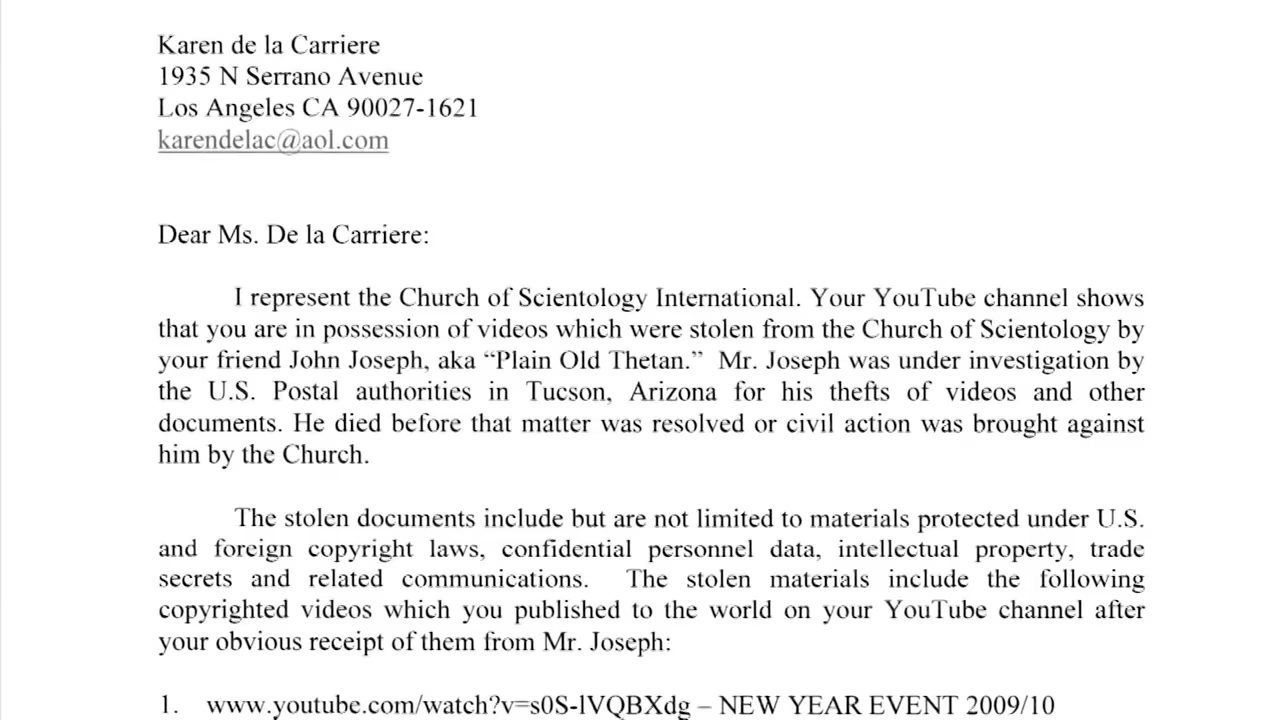 Karen de la Carriere
1935 N Serrano Avenue
Los Angeles CA 90027-1621
karendelac@aol.com
Dear Ms. De la Carriere:
I represent the Church of Scientology International. Your YouTube channel shows
that you are in possession of videos which were stolen from the Church of Scientology by
your friend John Joseph, aka “Plain Old Thetan.” Mr. Joseph was under investigation by
the U.S. Postal authorities in Tucson, Arizona for his thefts of videos and other
documents. He died before that matter was resolved or civil action was brought against
him by the Church.
The stolen documents include but are not limited to materials protected under U.S.
and foreign copyright laws, confidential personnel data, intellectual property, trade
secrets and related communications. The stolen materials include the following
copyrighted videos which you published to the world on your YouTube channel after
your obvious receipt of them from Mr. Joseph:
1. www.youtube.com/watch?v=s0S-lVQBXdg – NEW YEAR EVENT 2009/10